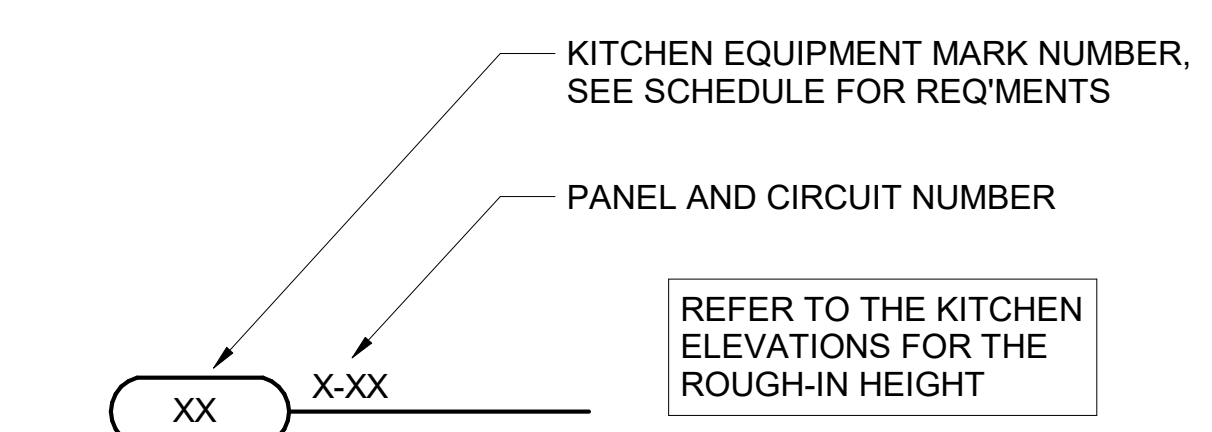 KITCHEN EQUIPMENT MARK NUMBER,
SEE SCHEDULE FOR REQ'MENTS
PANEL AND CIRCUIT NUMBER
REFER TO THE KITCHEN
ELEVATIONS FOR THE
ROUGH-IN HEIGHT
X-XX
XX